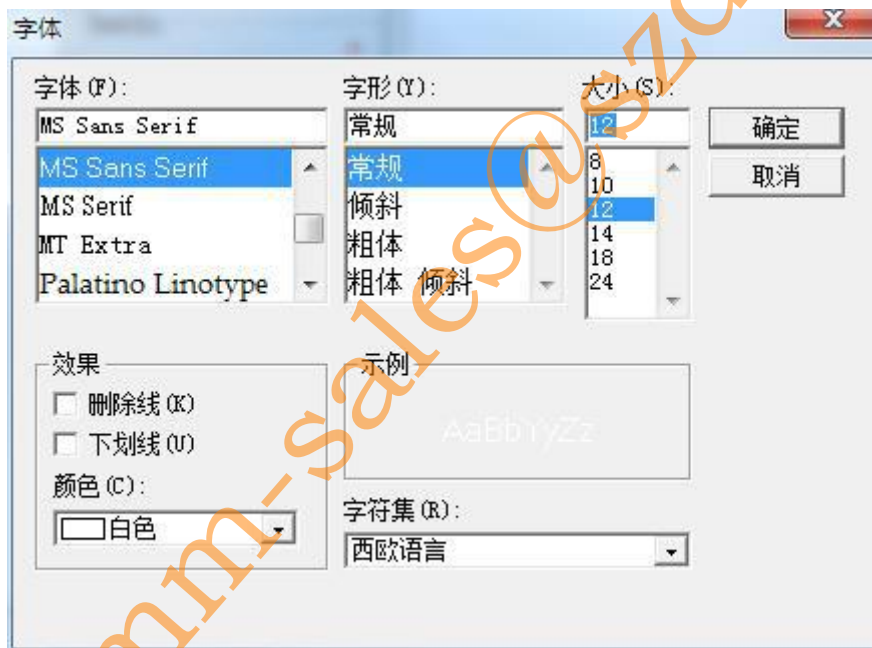 字体
字体(F):
MS Sans Serif
MS Sans Serif
MS Serif
MT Extra
Palatino Linotype
字形(Y):
常规
常规
倾斜
粗体
粗体 倾斜
大小(S):
12
8
10
12
14
18
24
确定
取消
效果
删除线(K)
下划线(U)
颜色(C):
白色
示例
AaBbYyZz
字符集(R):
西欧语言
mm-sales@sz